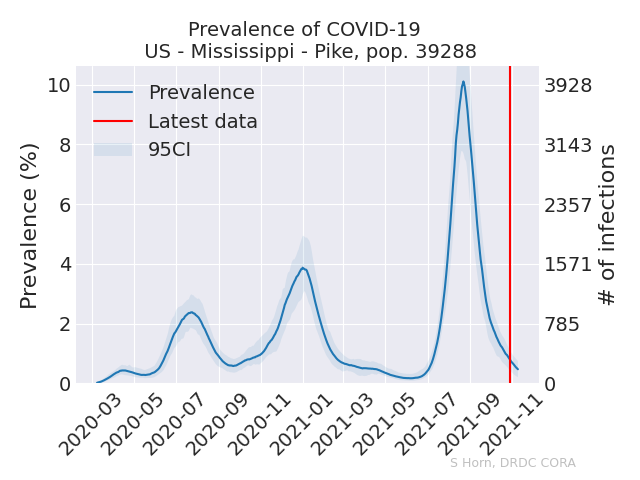 Prevalence of COVID-19
US - Mississippi - Pike, pop. 39288
Prevalence
Latest data
95CI
Prevalence (%)
10
8
6
4
2
0
3928
3143
2357
1571
785
0
# of infections
2020-03
2020-05
2020-07
2020-09
2020-11
2021-01
2021-03
2021-05
2021-07
2021-09
2021-11
S Horn, DRDC CORA